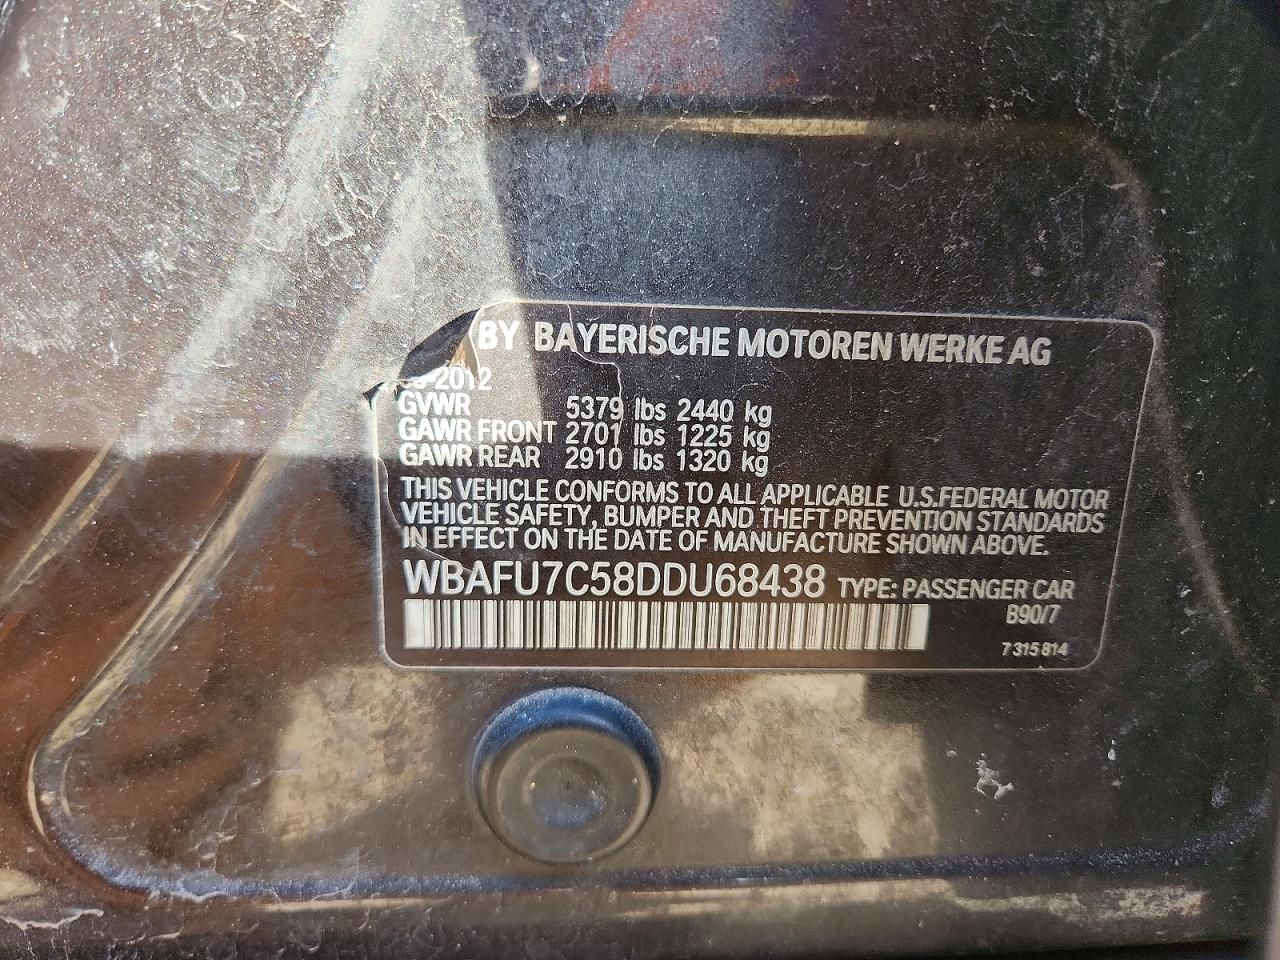 BY BAYERISCHE MOTOREN WERKE AG
2012
GVWR 5379 lbs 2440 kg
GAWR FRONT 2701 lbs 1225 kg
GAWR REAR 2910 lbs 1320 kg
THIS VEHICLE CONFORMS TO ALL APPLICABLE U.S.FEDERAL MOTOR
VEHICLE SAFETY, BUMPER AND THEFT PREVENTION STANDARDS
IN EFFECT ON THE DATE OF MANUFACTURE SHOWN ABOVE.
WBAFU7C58DDU68438 TYPE: PASSENGER CAR
B90/7
7 315 814